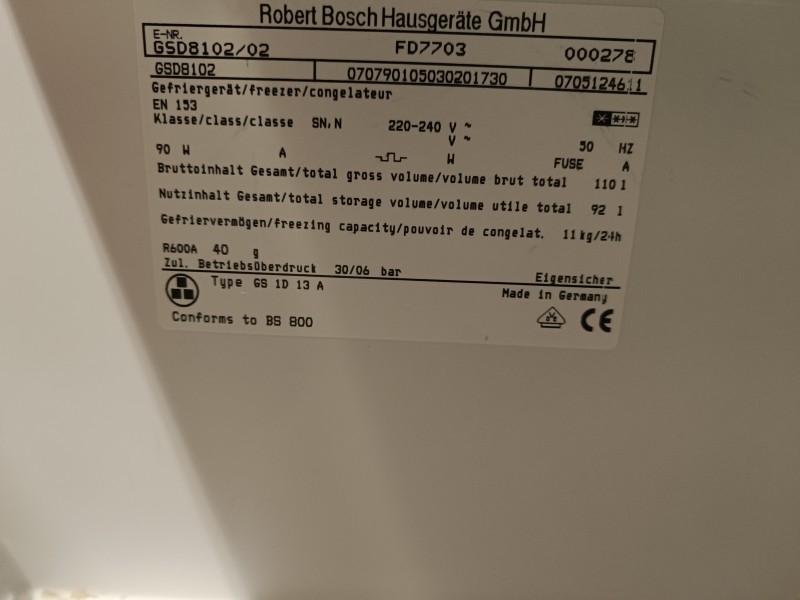 Robert Bosch Hausgeräte GmbH
E-NR.
GSD8102/02 FD7703 000278
GSD8102 070790105030201730 0705124611
Gefriergerät/freezer/congelateur
EN 153
Klasse/class/classe SN,N 220-240 V ~
V ~
50 HZ
90 W A W FUSE A
Bruttoinhalt Gesamt/total gross volume/volume brut total 110 l
Nutzinhalt Gesamt/total storage volume/volume utile total 92 l
Gefriervermögen/freezing capacity/pouvoir de congelat. 11kg/24h
R600A 40 g
Zul. Betriebsüberdruck 30/06 bar Eigensicher
Type GS 1D 13 A Made in Germany
Conforms to BS 800 CE